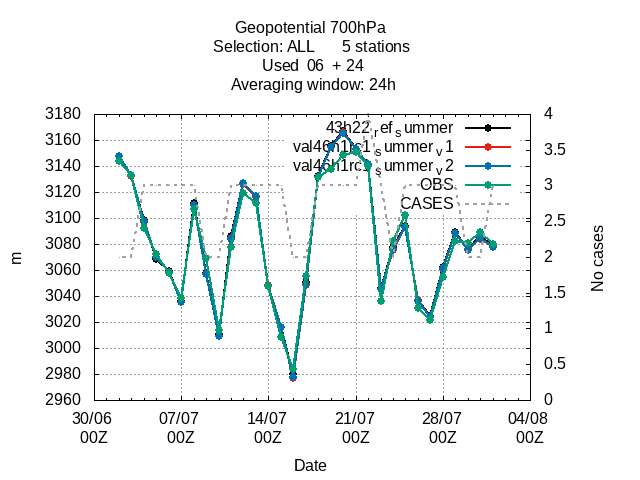 Geopotential 700hPa
Selection: ALL 5 stations
Used 06 + 24
Averaging window: 24h
3180
3160
3140
3120
3100
3080
3060
3040
3020
3000
2980
2960
4
3.5
3
2.5
2
1.5
1
0.5
0
43h22_ref_summer
val46h1rc1_summer_v1
val46h1rc1_summer_v2
OBS
CASES
m
No cases
30/06 07/07 14/07 21/07 28/07 04/08
00Z 00Z 00Z 00Z 00Z 00Z
Date